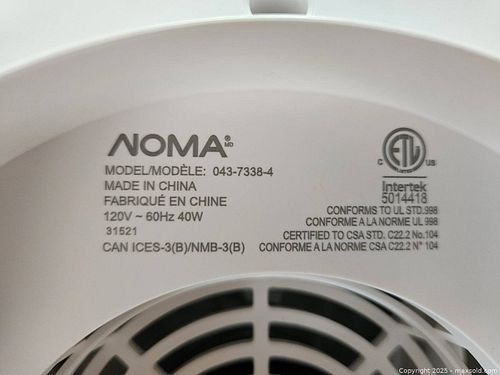 NOMA®MD
MODEL/MODÈLE: 043-7338-4
MADE IN CHINA
FABRIQUÉ EN CHINE
120V ~ 60Hz 40W
31521
CAN ICES-3(B)/NMB-3(B)
C ETL US
Intertek
5014418
CONFORMS TO UL STD.998
CONFORME A LA NORME UL 998
CERTIFIED TO CSA STD. C22.2 No.104
CONFORME A LA NORME CSA C22.2 N° 104
Copyright 2025 - maxsold.com